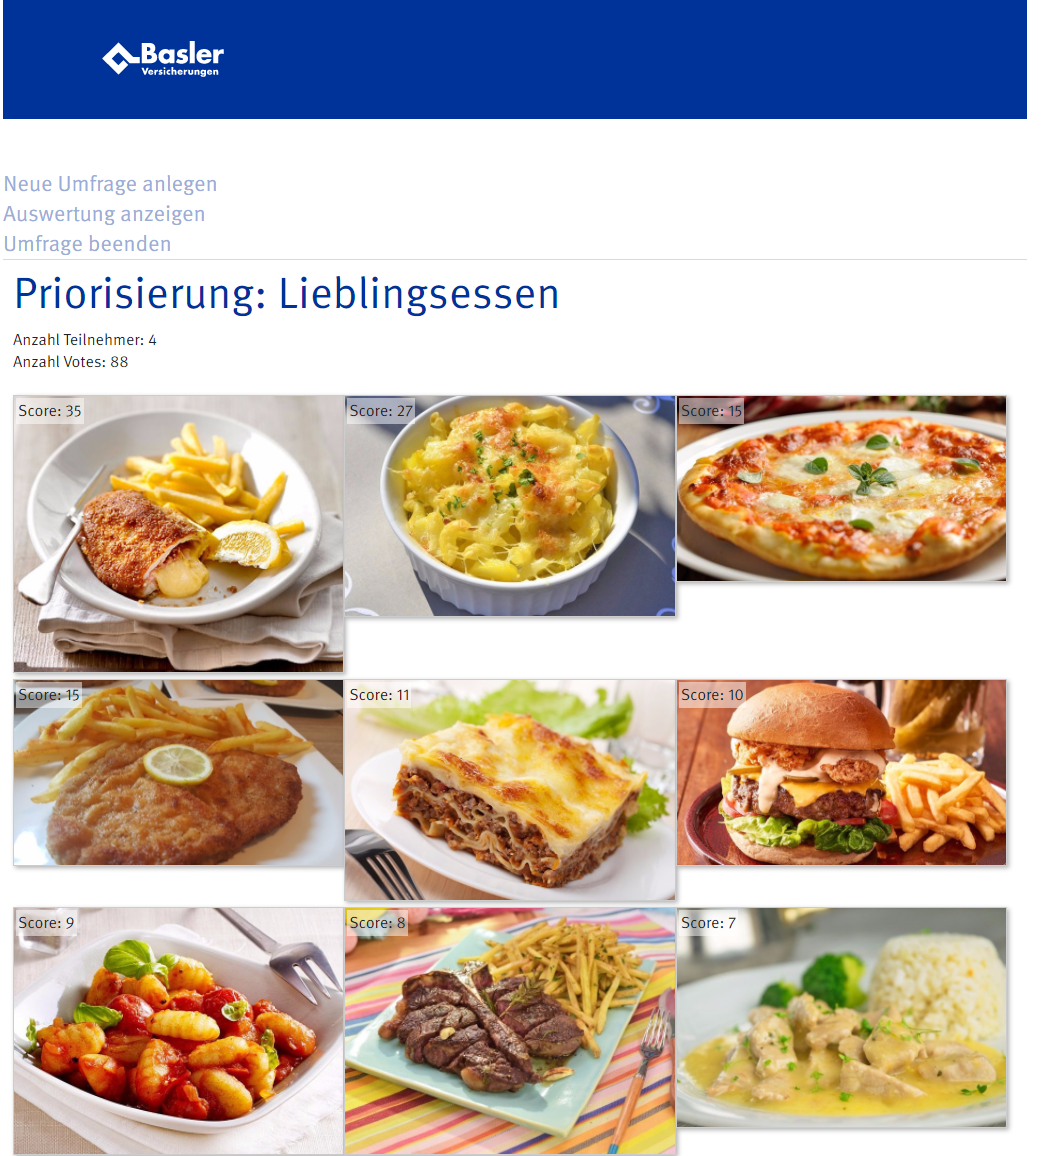 Basler
Versicherungen
Neue Umfrage anlegen
Auswertung anzeigen
Umfrage beenden
Priorisierung: Lieblingsessen
Anzahl Teilnehmer: 4
Anzahl Votes: 88
Score: 35
Score: 27
Score: 15
Score: 15
Score: 11
Score: 10
Score: 9
Score: 8
Score: 7